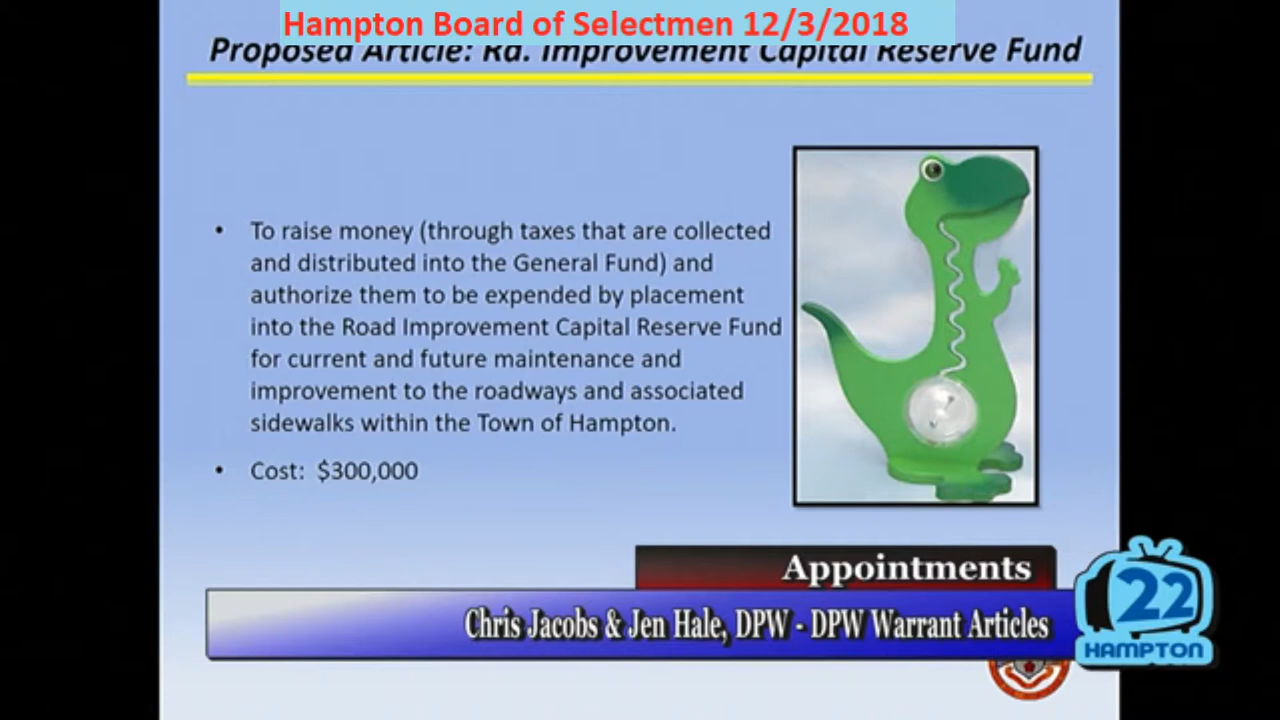 Hampton Board of Selectmen 12/3/2018
Proposed Article: Rd. Improvement Capital Reserve Fund
• To raise money (through taxes that are collected
and distributed into the General Fund) and
authorize them to be expended by placement
into the Road Improvement Capital Reserve Fund
for current and future maintenance and
improvement to the roadways and associated
sidewalks within the Town of Hampton.
• Cost: $300,000
Appointments
Chris Jacobs & Jen Hale, DPW - DPW Warrant Articles
22
HAMPTON